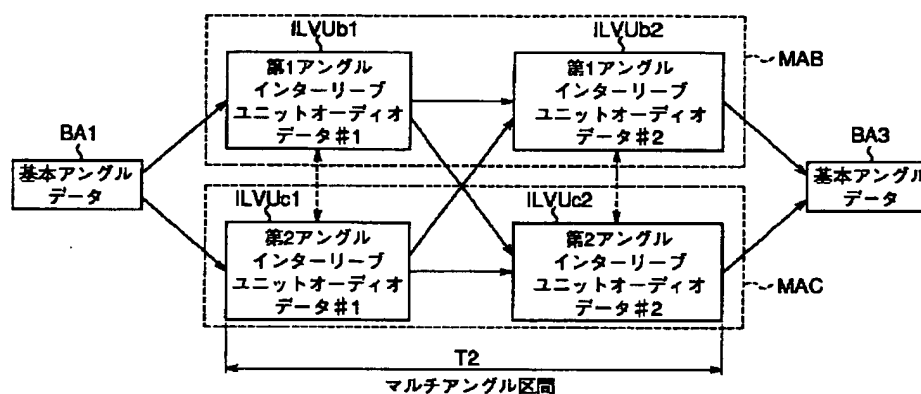 ILVUb1
ILVUb2
第1アングル
インターリーブ
ユニットオーディオ
データ#1
第1アングル
インターリーブ
ユニットオーディオ
データ#2
MAB
BA1
基本アングル
データ
BA3
基本アングル
データ
ILVUc1
ILVUc2
第2アングル
インターリーブ
ユニットオーディオ
データ#1
第2アングル
インターリーブ
ユニットオーディオ
データ#2
MAC
T2
マルチアングル区間